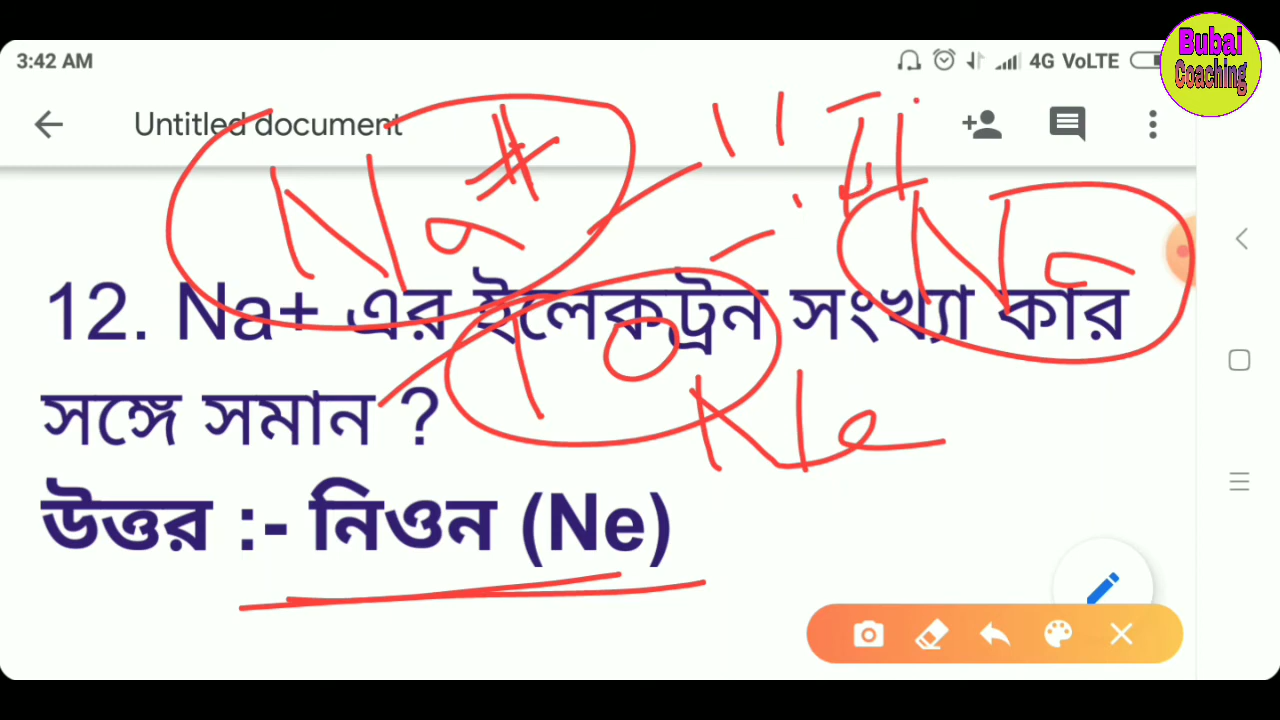 3:42 AM
4G VoLTE
Bubai
Coaching
Untitled document
Na
Na
12. Na+ এর ইলেকট্রন সংখ্যা কার
সঙ্গে সমান ?
10
Ne
উত্তর :- নিওন (Ne)